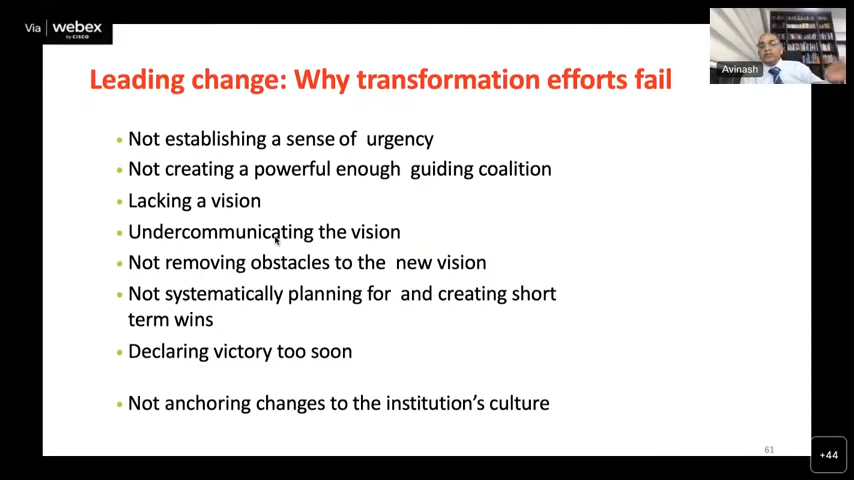 Via webex
by CISCO
Avinash
Leading change: Why transformation efforts fail
• Not establishing a sense of urgency
• Not creating a powerful enough guiding coalition
• Lacking a vision
• Undercommunicating the vision
• Not removing obstacles to the new vision
• Not systematically planning for and creating short
term wins
• Declaring victory too soon
• Not anchoring changes to the institution's culture
61
+44